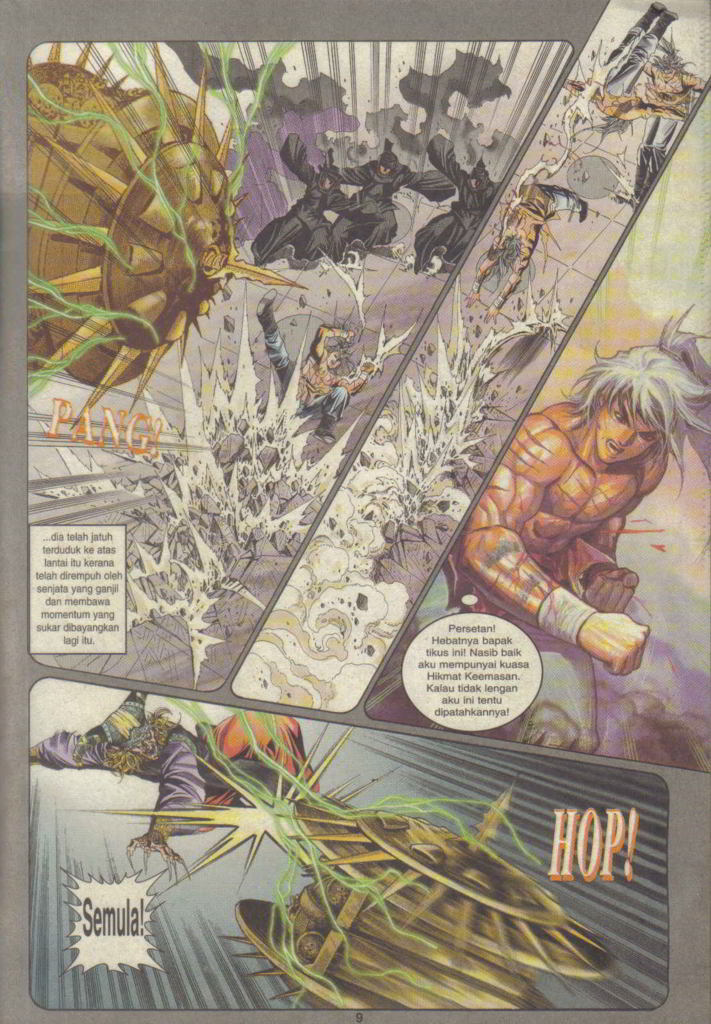 PANG!
...dia telah jatuh
terduduk ke atas
lantai itu kerana
telah dirempuh oleh
senjata yang ganjil
dan membawa
momentum yang
sukar dibayangkan
lagi itu.
Persetan!
Hebatnya bapak
tikus ini! Nasib baik
aku mempunyai kuasa
Hikmat Keemasan.
Kalau tidak lengan
aku ini tentu
dipatahkannya!
HOP!
Semula!
9